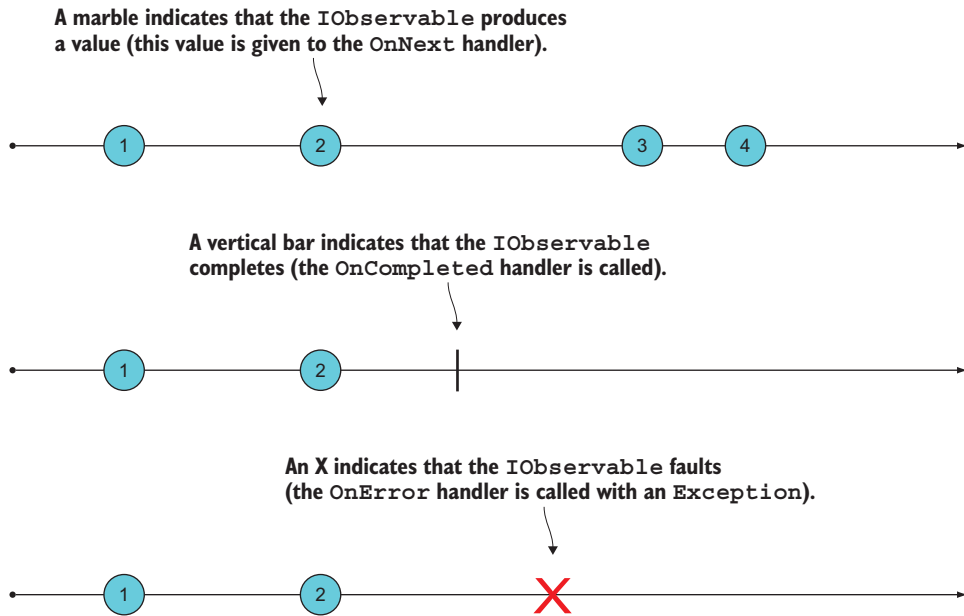 A marble indicates that the IObservable produces
a value (this value is given to the OnNext handler).
1 2 3 4
A vertical bar indicates that the IObservable
completes (the OnCompleted handler is called).
1 2
An X indicates that the IObservable faults
(the OnError handler is called with an Exception).
1 2 X